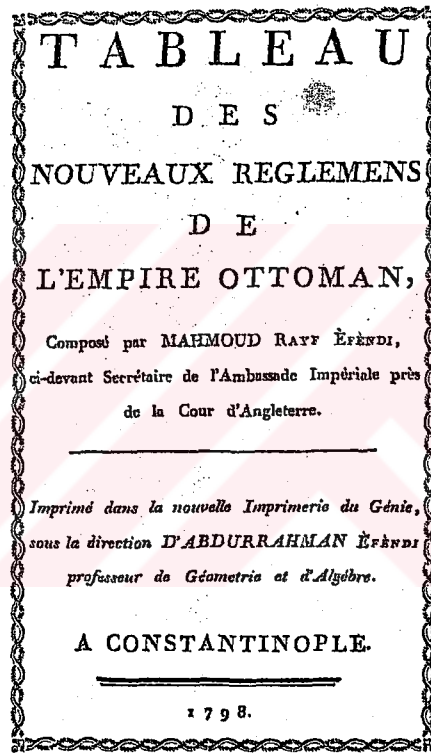 TABLEAU
DES
NOUVEAUX REGLEMENS
DE
L'EMPIRE OTTOMAN,
Composé par MAHMOUD RAYF ÈFÈNDI,
ci-devant Secrétaire de l'Ambassade Impériale près
de la Cour d'Angleterre.
Imprimé dans la nouvelle Imprimerie du Génie,
sous la direction D'ABDURRAHMAN ÈFÈNDI
professeur de Géometrie et d'Algébre.
A CONSTANTINOPLE.
1798.